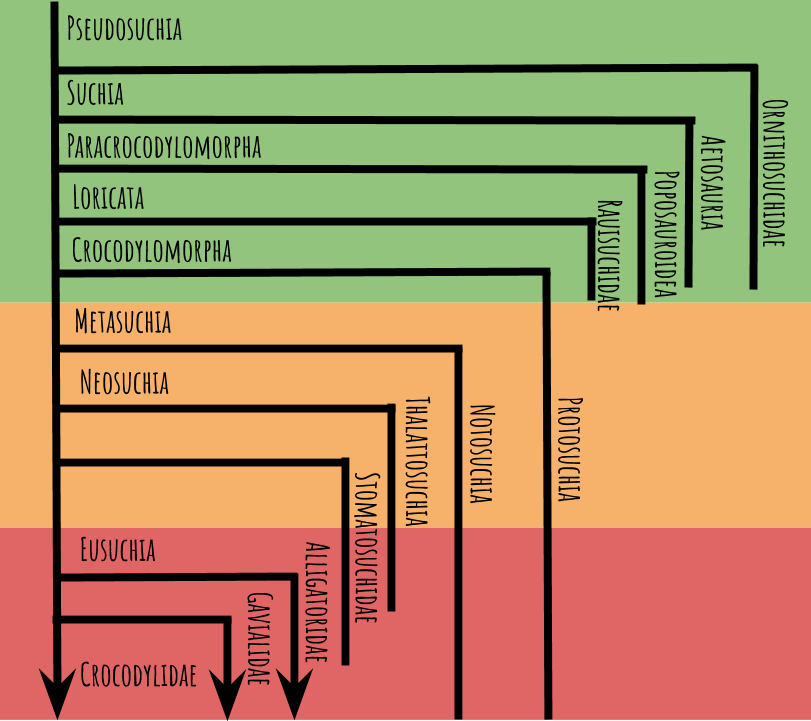 Pseudosuchia
Suchia
Paracrocodylomorpha
Loricata
Crocodylomorpha
Ornithosuchidae
Aetosauria
Poposauroidea
Rauisuchidae
Metasuchia
Neosuchia
Thalattosuchia
Notosuchia
Protosuchia
Stomatosuchidae
Eusuchia
Alligatoridae
Gavialidae
Crocodylidae